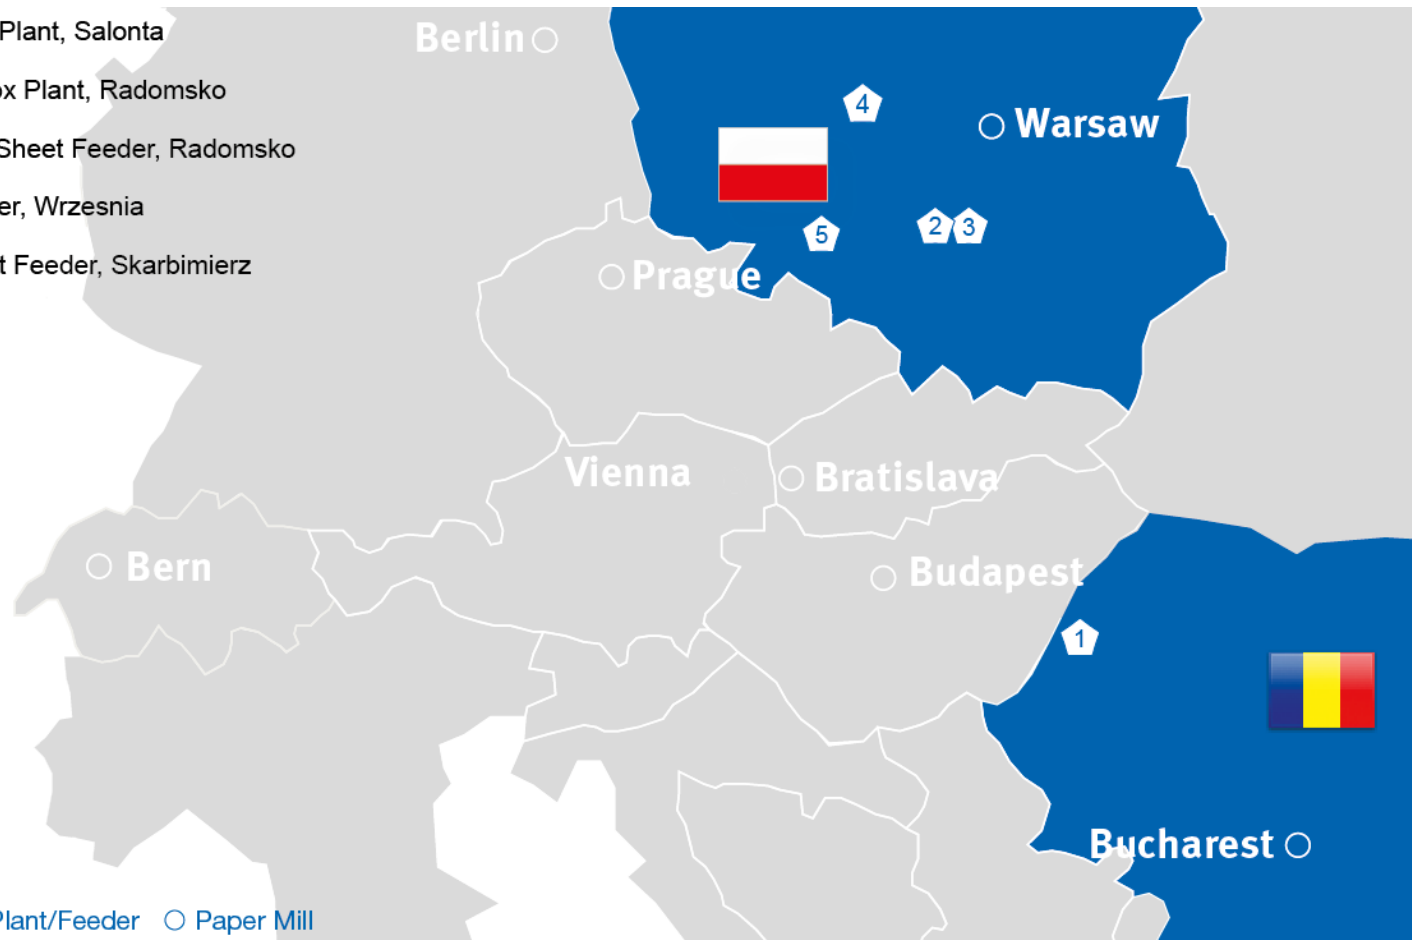 Plant, Salonta
ox Plant, Radomsko
Sheet Feeder, Radomsko
er, Wrzesnia
t Feeder, Skarbimierz
Berlin
4
Warsaw
5
2
3
Prague
Vienna
Bratislava
Bern
Budapest
1
Bucharest
Plant/Feeder
Paper Mill